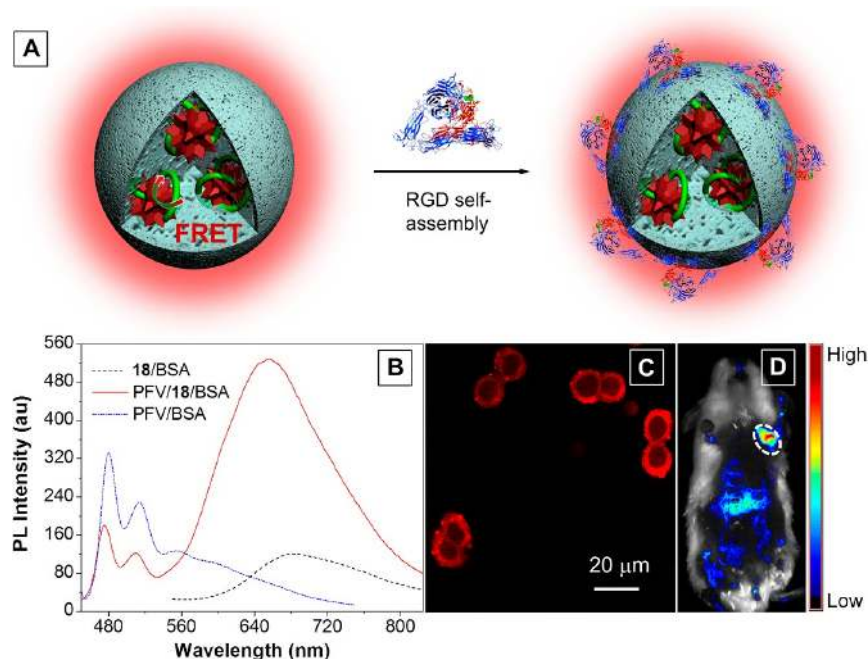 A
FRET
RGD self-
assembly
B
18/BSA
PFV/18/BSA
PFV/BSA
560
480
400
320
240
160
80
0
PL Intensity (au)
480 560 640 720 800
Wavelength (nm)
C
20 μm
D
High
Low